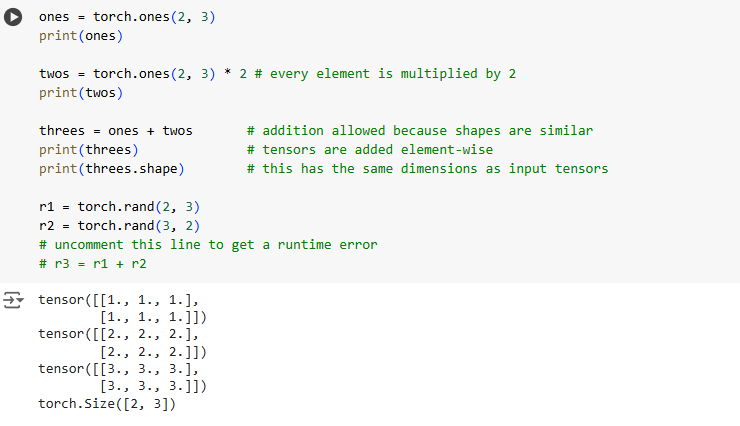 ones = torch.ones(2, 3)
print(ones)
twos = torch.ones(2, 3) * 2 # every element is multiplied by 2
print(twos)
threes = ones + twos       # addition allowed because shapes are similar
print(threes)              # tensors are added element-wise
print(threes.shape)        # this has the same dimensions as input tensors
r1 = torch.rand(2, 3)
r2 = torch.rand(3, 2)
# uncomment this line to get a runtime error
# r3 = r1 + r2
tensor([[1., 1., 1.],
        [1., 1., 1.]])
tensor([[2., 2., 2.],
        [2., 2., 2.]])
tensor([[3., 3., 3.],
        [3., 3., 3.]])
torch.Size([2, 3])